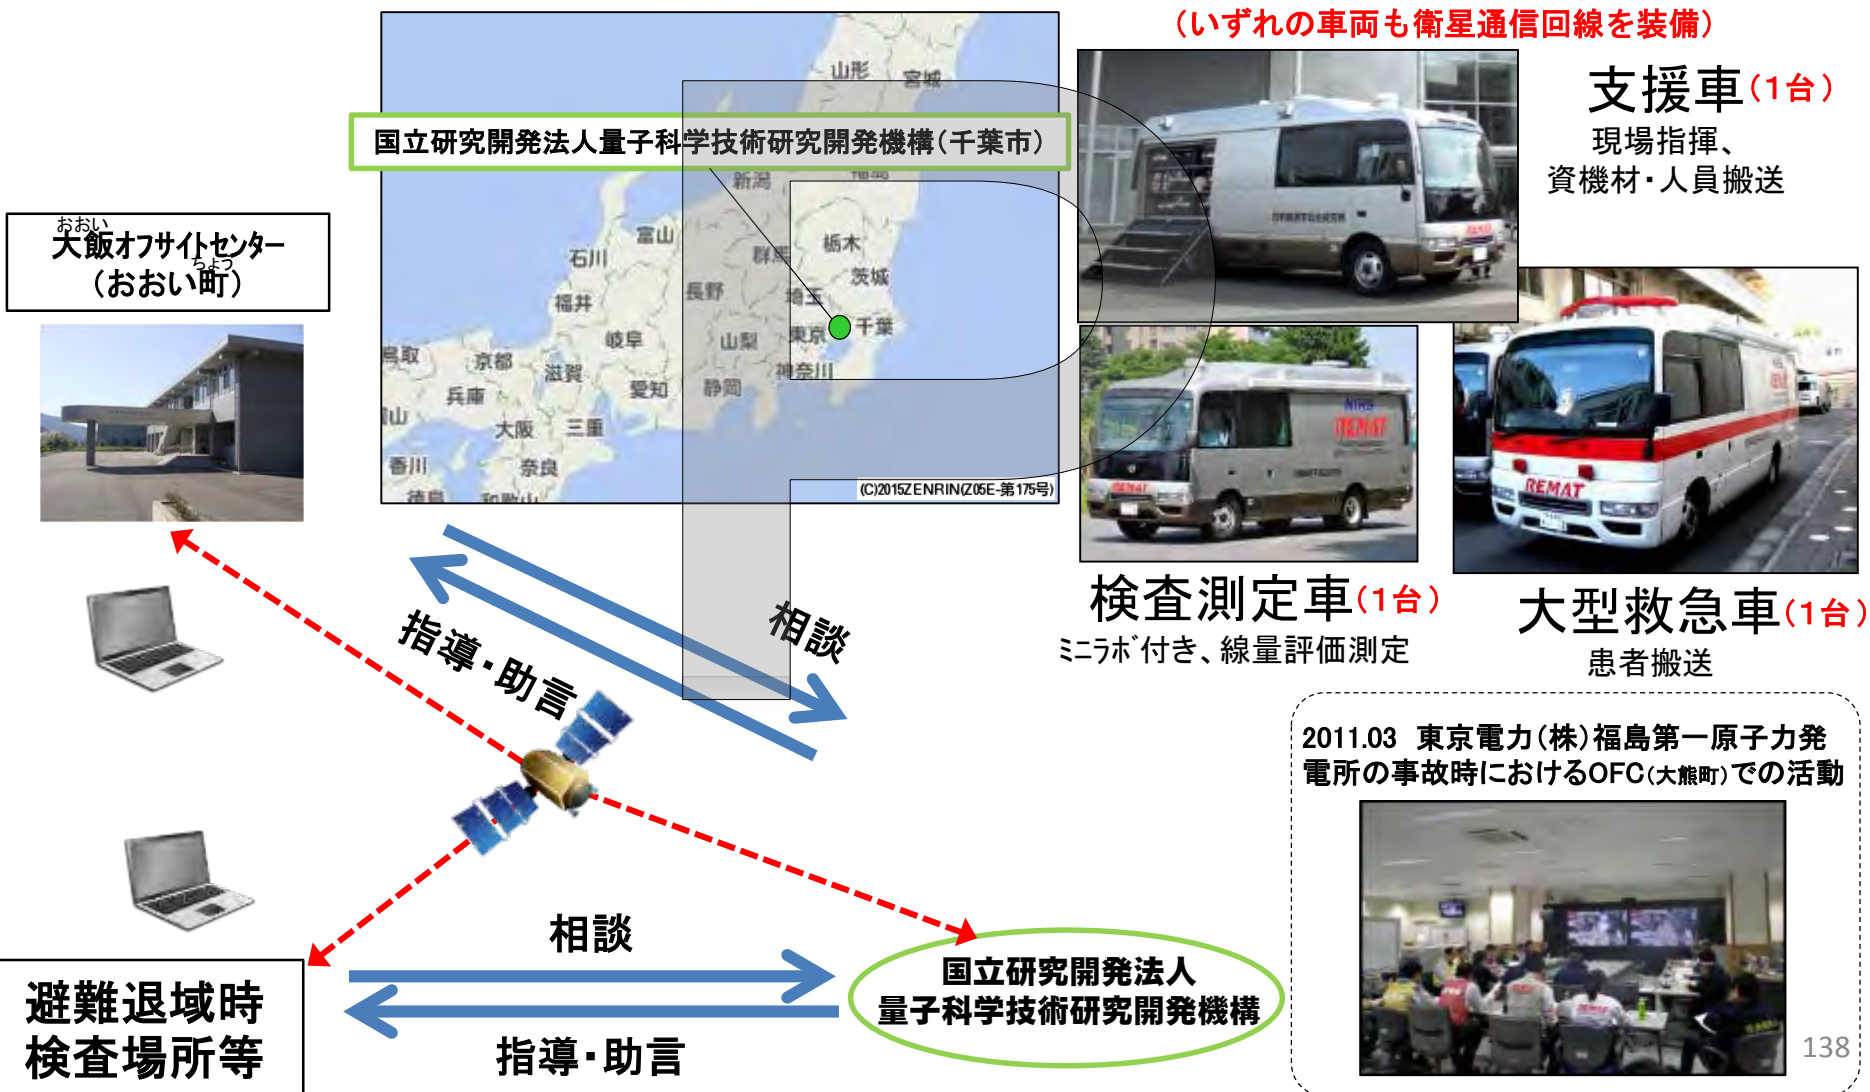 (いずれの車両も衛星通信回線を装備)
支援車(1台)
現場指揮、
資機材・人員搬送
山形
宮城
国立研究開発法人量子科学技術研究開発機構(千葉市)
新潟
福島
富山
石川
群馬
栃木
茨城
長野
埼玉
福井
岐阜
山梨
東京
千葉
鳥取
京都
滋賀
愛知
静岡
神奈川
兵庫
大阪
三重
香川
奈良
徳島
和歌山
(C)2015ZENRIN(Z05E-第175号)
おおい
大飯オフサイトセンター
ちょう
(おおい町)
REMAT
NIRS
REMAT
REMAT
REMAT
検査測定車(1台)
ミニラボ付き、線量評価測定
大型救急車(1台)
患者搬送
指導・助言
相談
2011.03 東京電力(株)福島第一原子力発
電所の事故時におけるOFC(大熊町)での活動
相談
指導・助言
避難退域時
検査場所等
国立研究開発法人
量子科学技術研究開発機構
138